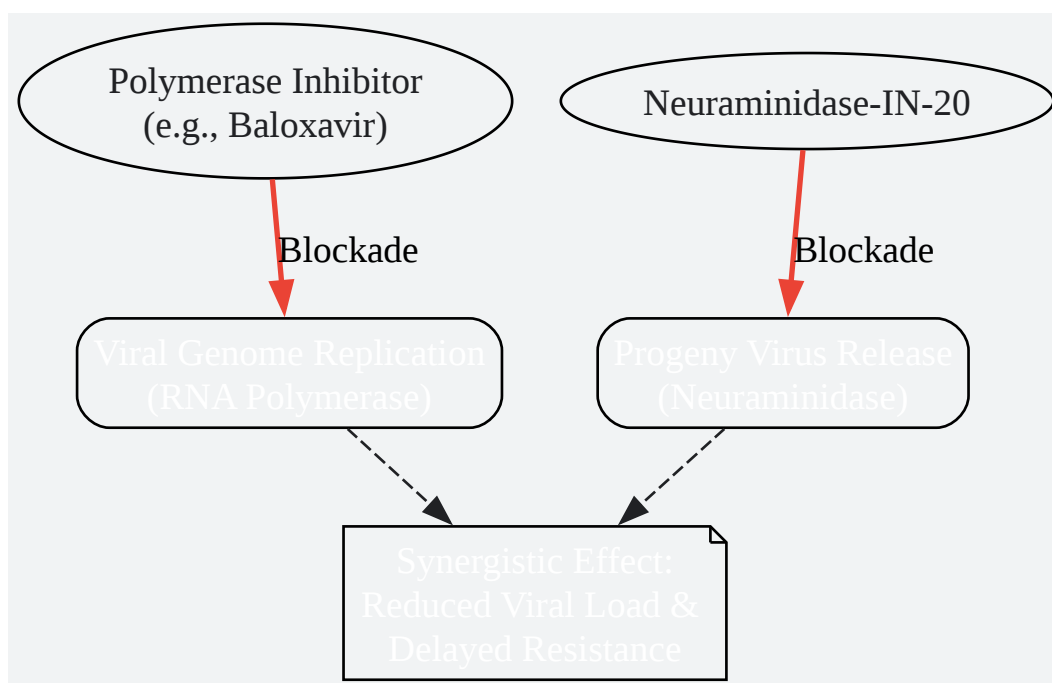 Polymerase Inhibitor
(e.g., Baloxavir)
Neuraminidase-IN-20
Blockade
Blockade
Viral Genome Replication
(RNA Polymerase)
Progeny Virus Release
(Neuraminidase)
Synergistic Effect:
Reduced Viral Load &
Delayed Resistance